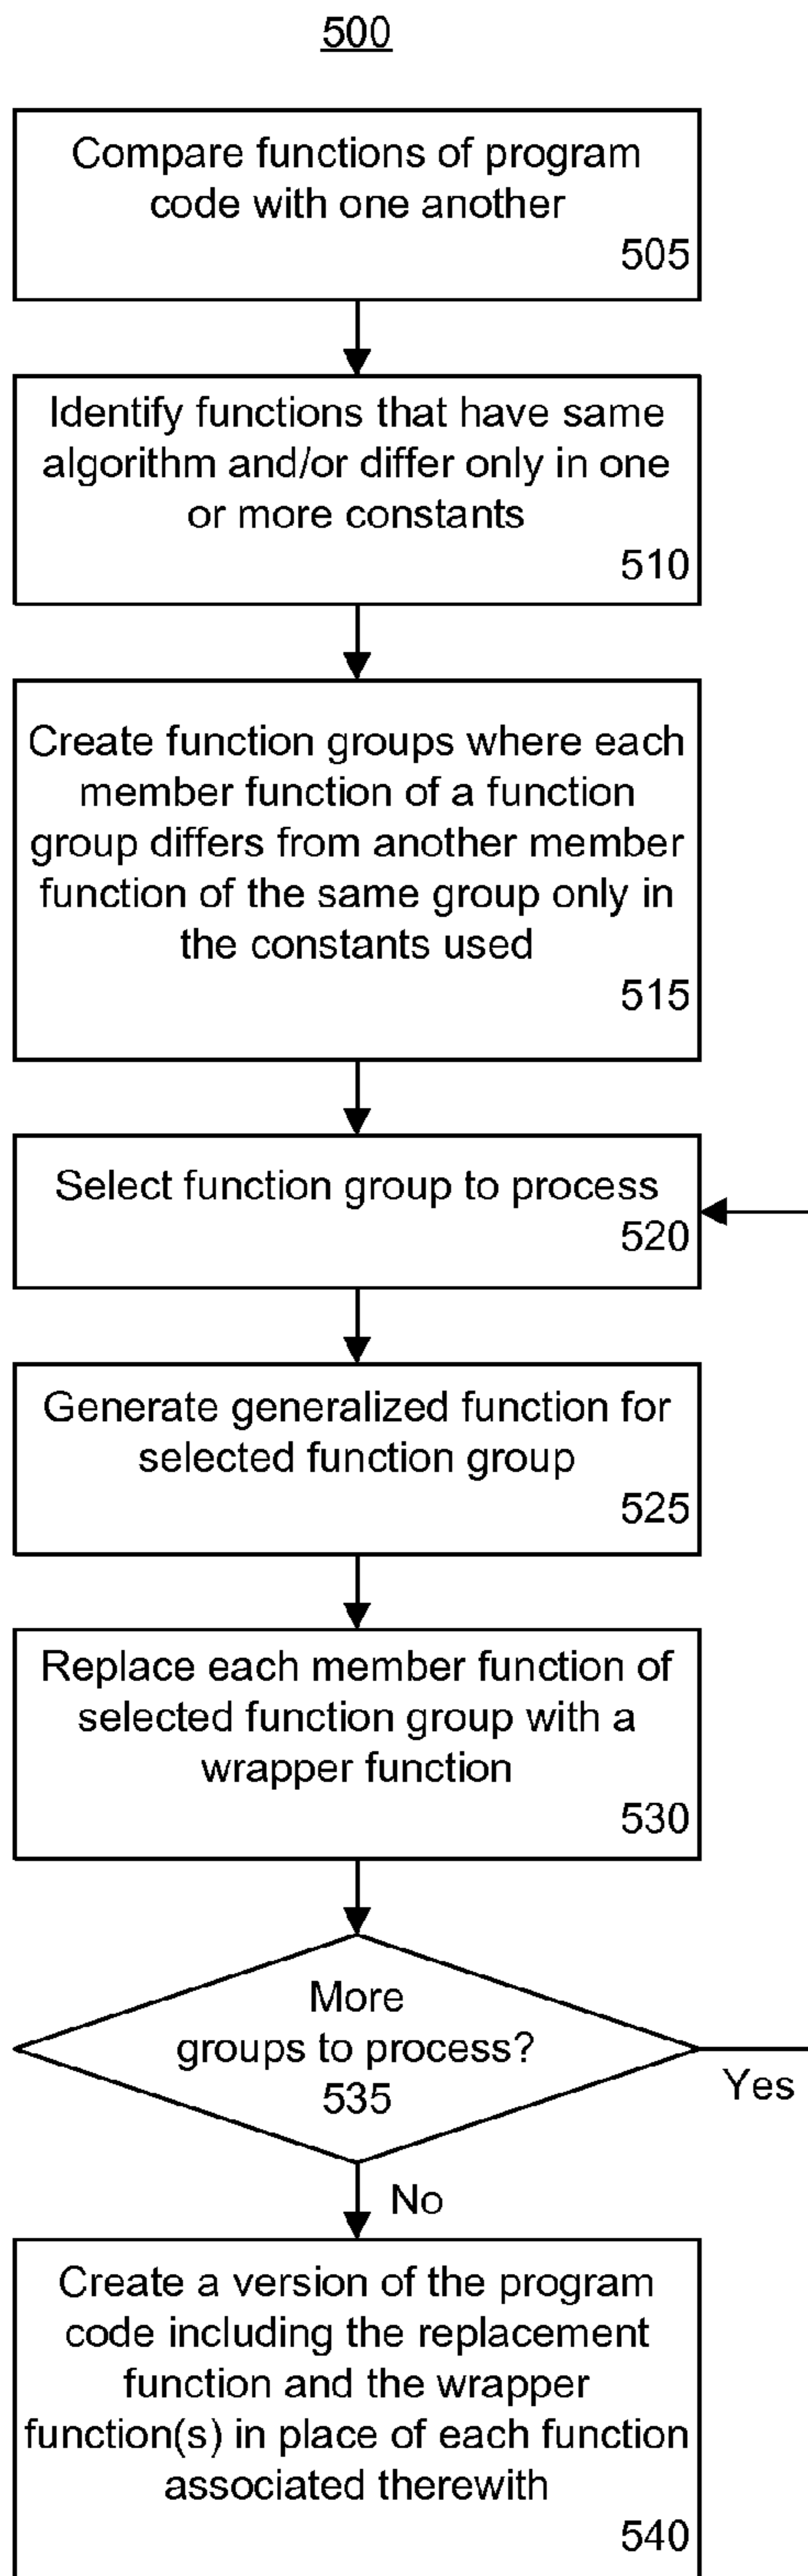 500
Compare functions of program
code with one another
505
Identify functions that have same
algorithm and/or differ only in one
or more constants
510
Create function groups where each
member function of a function
group differs from another member
function of the same group only in
the constants used
515
Select function group to process
520
Generate generalized function for
selected function group
525
Replace each member function of
selected function group with a
wrapper function
530
More
groups to process?
535
Yes
No
Create a version of the program
code including the replacement
function and the wrapper
function(s) in place of each function
associated therewith
540